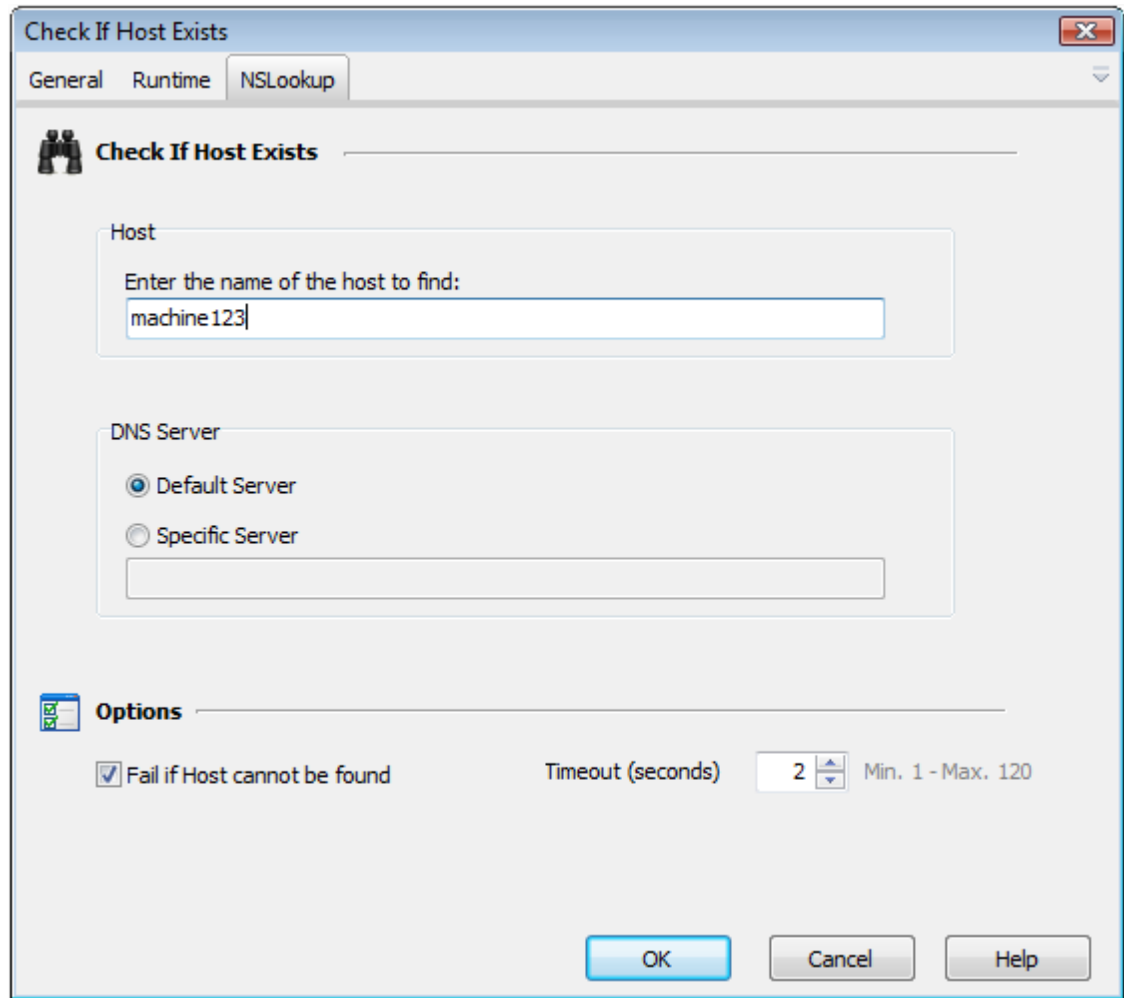 Check If Host Exists
General Runtime NSLookup
Check If Host Exists
Host
Enter the name of the host to find:
machine123
DNS Server
Default Server
Specific Server
Options
Fail if Host cannot be found Timeout (seconds) 2 Min. 1 - Max. 120
OK Cancel Help